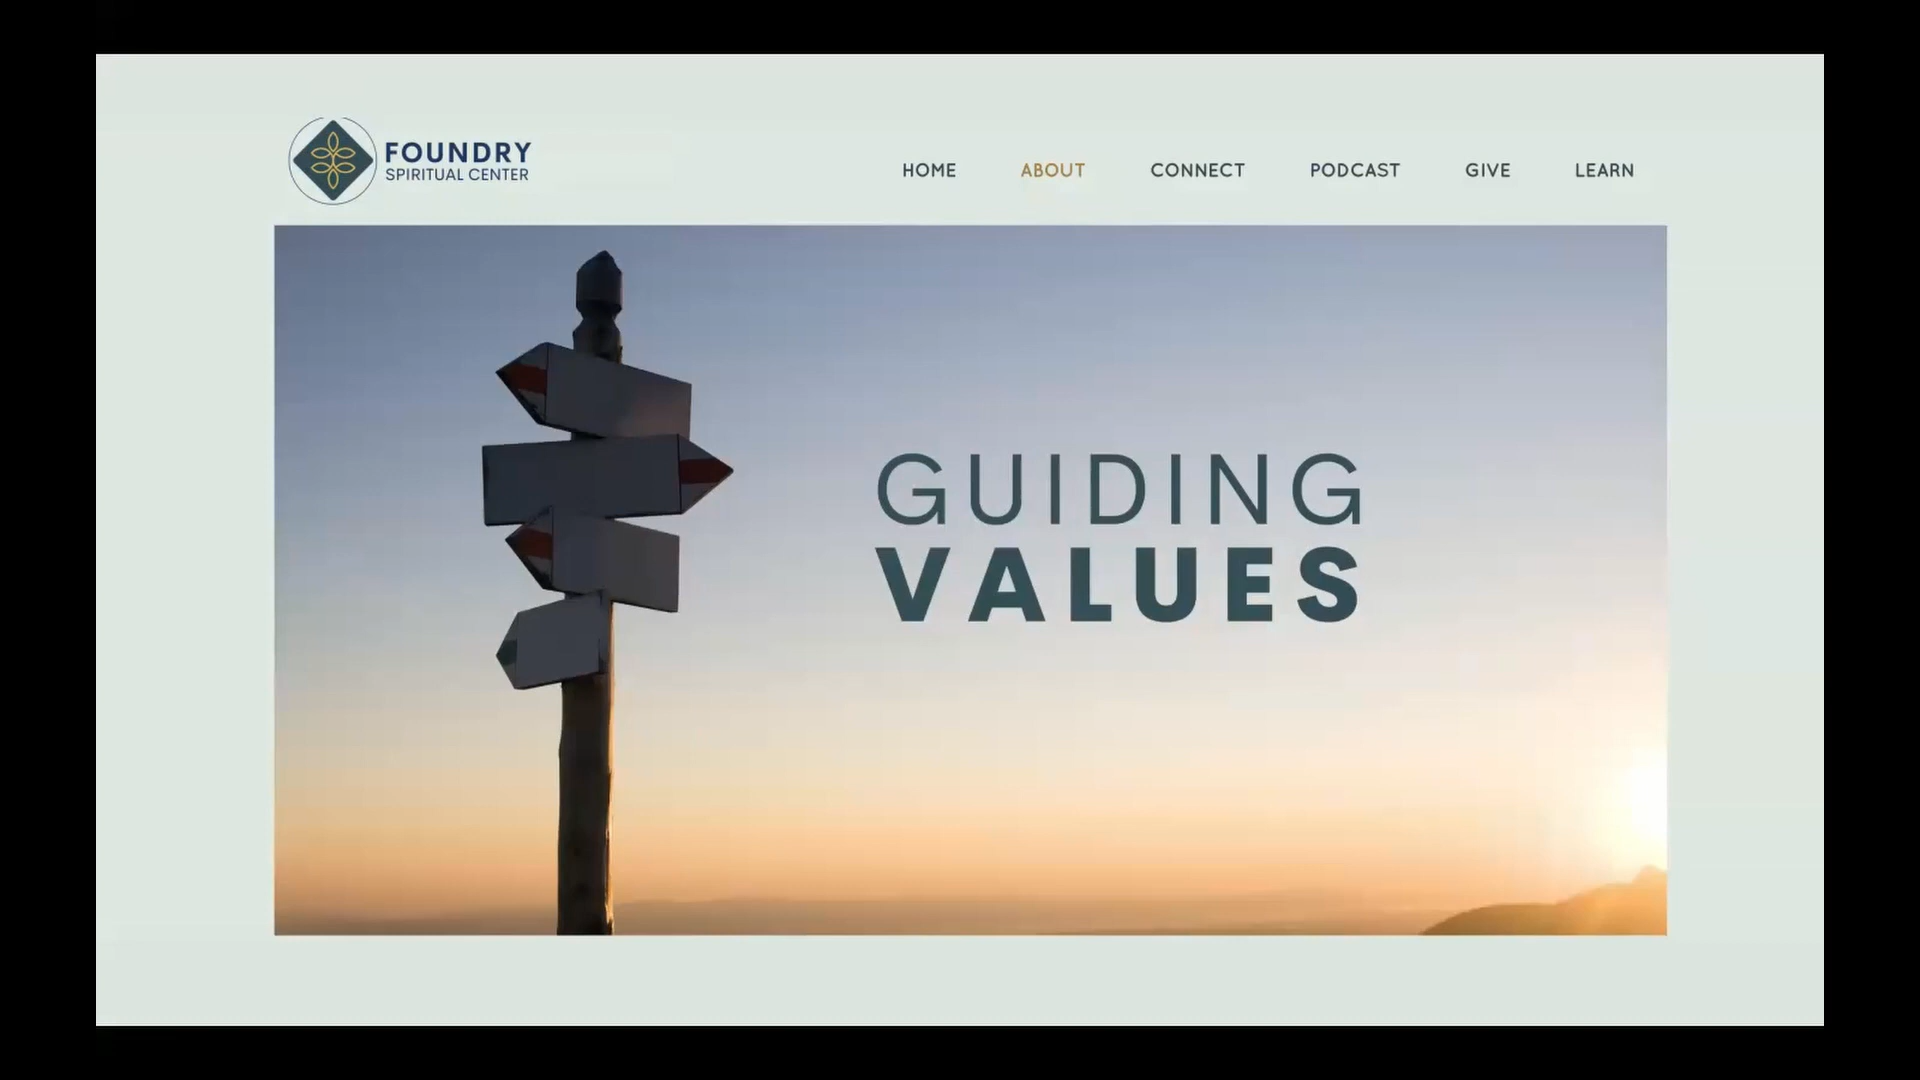 FOUNDRY
SPIRITUAL CENTER
HOME ABOUT CONNECT PODCAST GIVE LEARN
GUIDING
VALUES